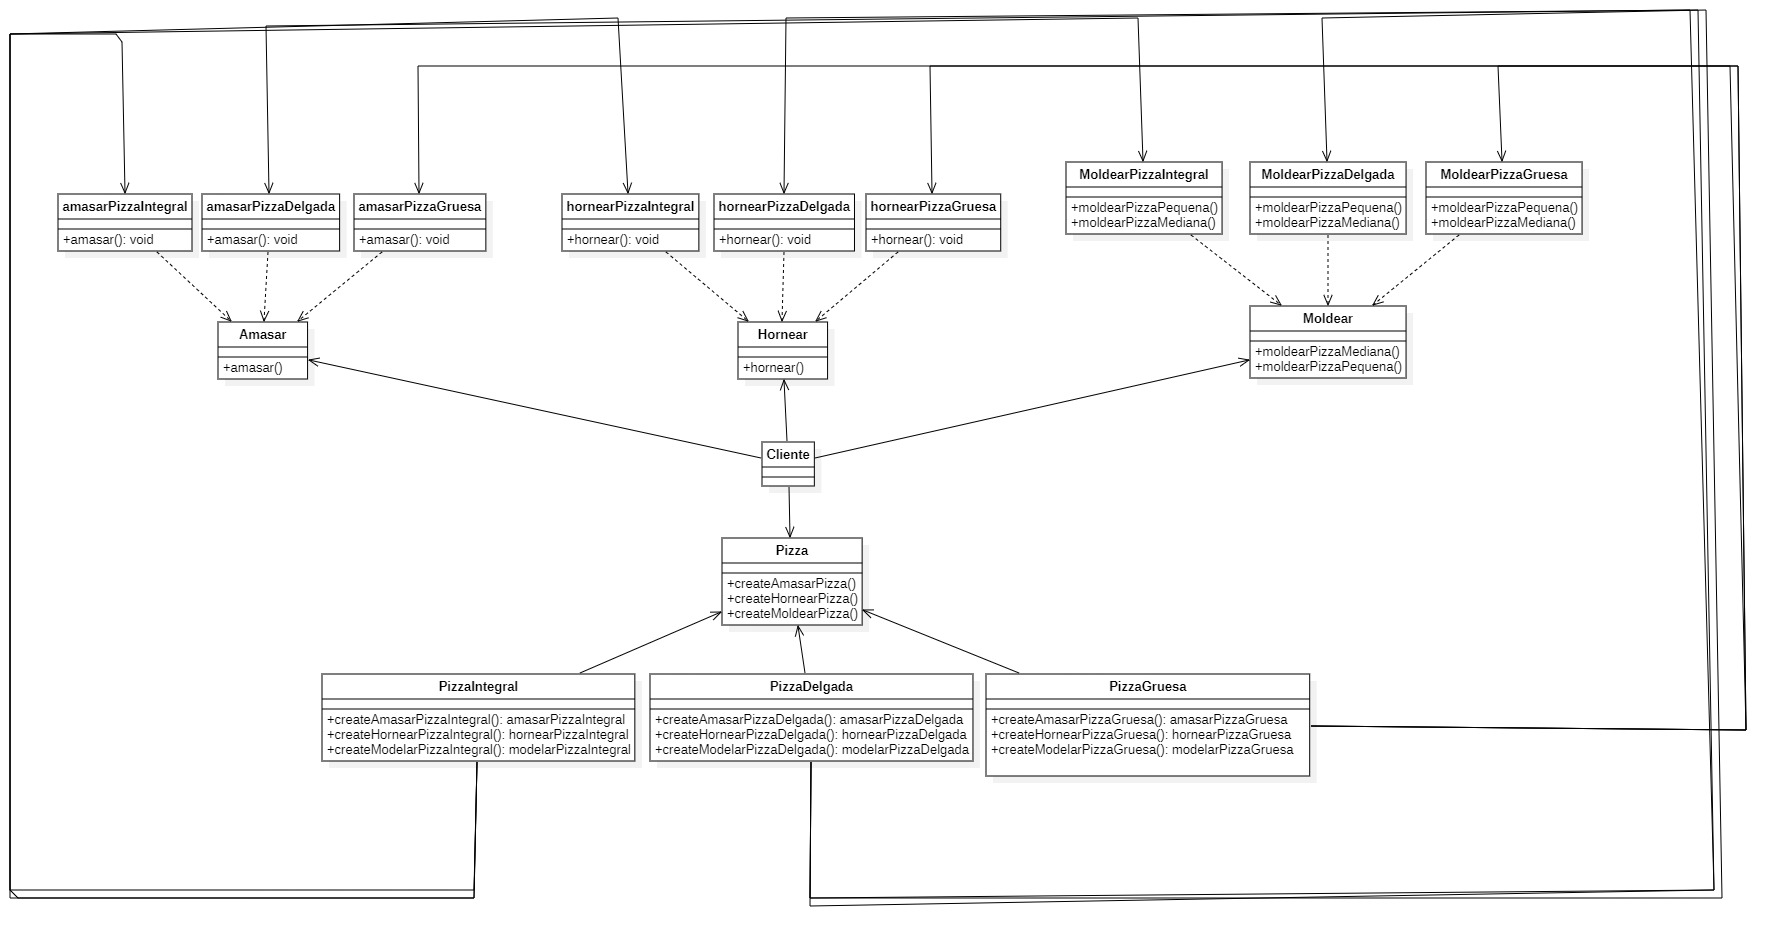 amasarPizzaIntegral
+amasar(): void
amasarPizzaDelgada
+amasar(): void
amasarPizzaGruesa
+amasar(): void
hornearPizzaIntegral
+hornear(): void
hornearPizzaDelgada
+hornear(): void
hornearPizzaGruesa
+hornear(): void
MoldearPizzaIntegral
+moldearPizzaPequena()
+moldearPizzaMediana()
MoldearPizzaDelgada
+moldearPizzaPequena()
+moldearPizzaMediana()
MoldearPizzaGruesa
+moldearPizzaPequena()
+moldearPizzaMediana()
Amasar
+amasar()
Hornear
+hornear()
Moldear
+moldearPizzaMediana()
+moldearPizzaPequena()
Cliente
Pizza
+createAmasarPizza()
+createHornearPizza()
+createMoldearPizza()
PizzaIntegral
+createAmasarPizzaIntegral(): amasarPizzaIntegral
+createHornearPizzaIntegral(): hornearPizzaIntegral
+createModelarPizzaIntegral(): modelarPizzaIntegral
PizzaDelgada
+createAmasarPizzaDelgada(): amasarPizzaDelgada
+createHornearPizzaDelgada(): hornearPizzaDelgada
+createModelarPizzaDelgada(): modelarPizzaDelgada
PizzaGruesa
+createAmasarPizzaGruesa(): amasarPizzaGruesa
+createHornearPizzaGruesa(): hornearPizzaGruesa
+createModelarPizzaGruesa(): modelarPizzaGruesa